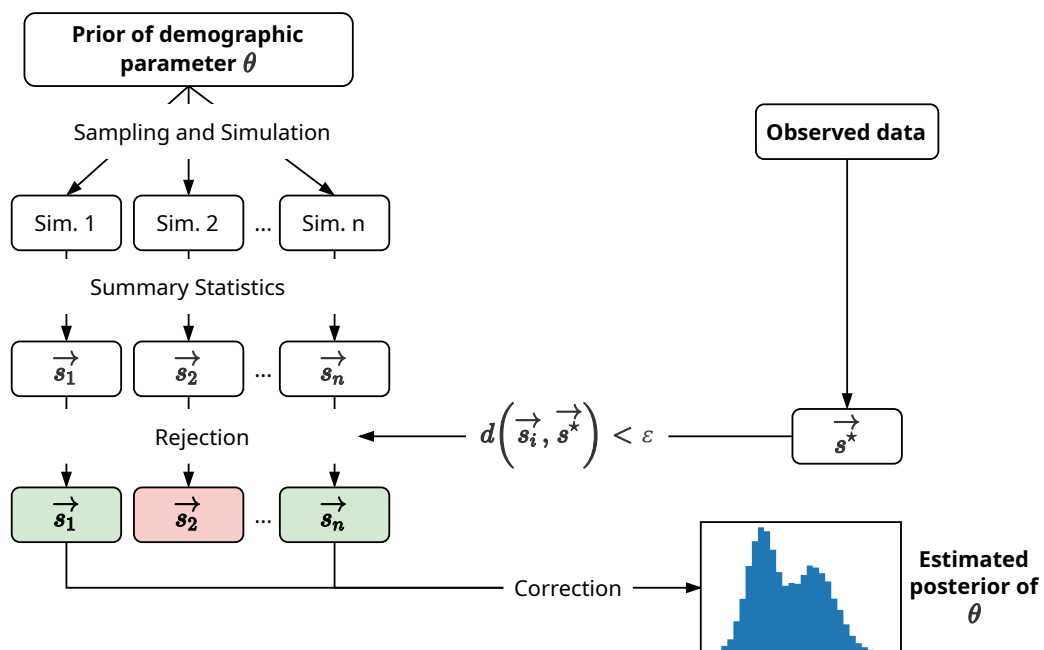 Prior of demographic
parameter θ
Sampling and Simulation
Observed data
Sim. 1
Sim. 2
...
Sim. n
Summary Statistics
s₁
s₂
...
sₙ
Rejection
d(sᵢ, s⋆) < ε
s⋆
s₁
s₂
...
sₙ
Correction
Estimated
posterior of
θ